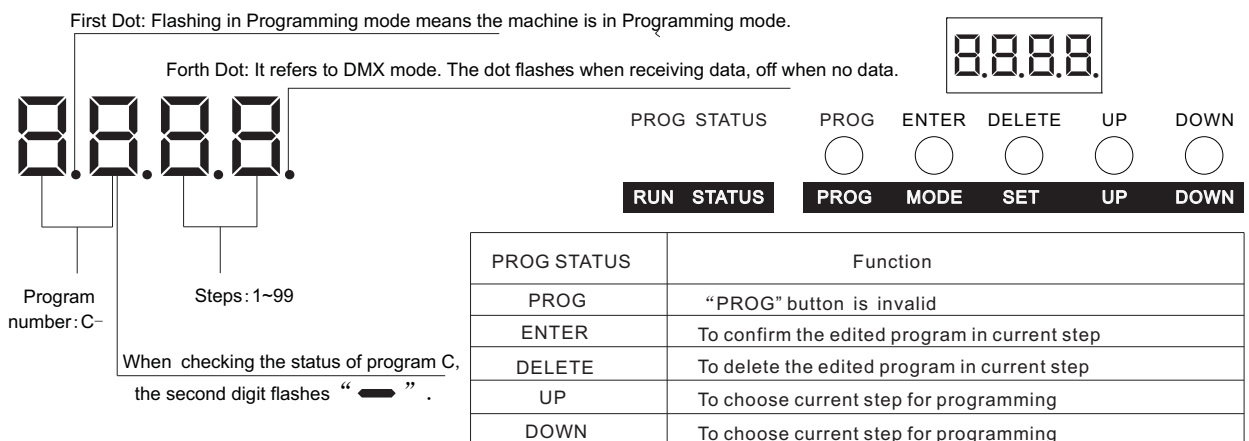 First Dot: Flashing in Programming mode means the machine is in Programming mode.
Forth Dot: It refers to DMX mode. The dot flashes when receiving data, off when no data.
8.8.8.8.
8.8.8.8.
PROG STATUS PROG ENTER DELETE UP DOWN
RUN STATUS PROG MODE SET UP DOWN
Program
number: C-
Steps: 1~99
When checking the status of program C,
the second digit flashes “ – ” .
PROG STATUS Function
PROG “PROG” button is invalid
ENTER To confirm the edited program in current step
DELETE To delete the edited program in current step
UP To choose current step for programming
DOWN To choose current step for programming